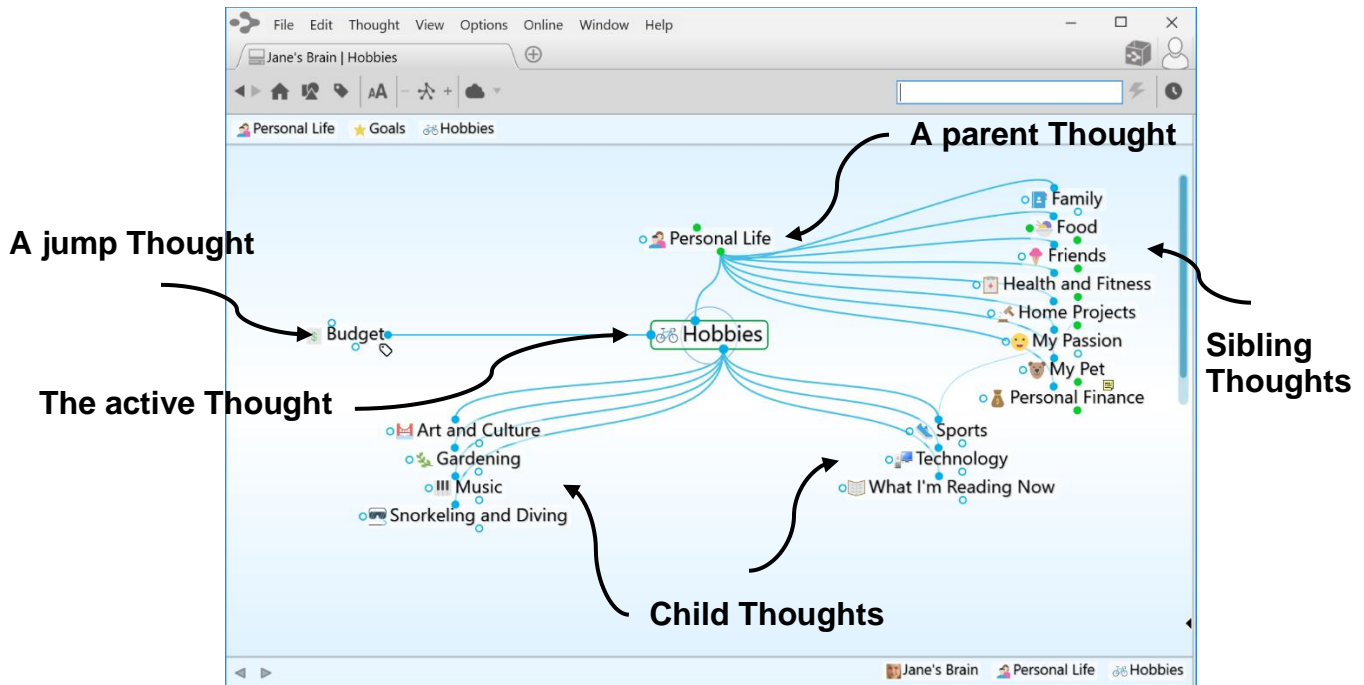 File Edit Thought View Options Online Window Help
Jane's Brain | Hobbies
AA
Personal Life Goals Hobbies
A parent Thought
Family
Food
Friends
Health and Fitness
Home Projects
My Passion
My Pet
Personal Finance
Sibling
Thoughts
Personal Life
A jump Thought
Budget
Hobbies
The active Thought
Art and Culture
Gardening
Music
Snorkeling and Diving
Sports
Technology
What I'm Reading Now
Child Thoughts
Jane's Brain Personal Life Hobbies